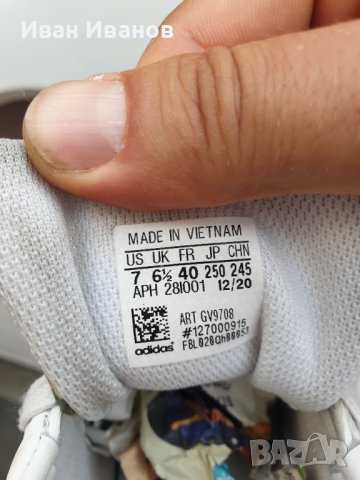 Иван Иванов
MADE IN VIETNAM
US UK FR JP CHN
7 6½ 40 250 245
APH 281001 12/20
ART GV9708
#127000915
F8L020Qh00053
adidas
BAZAR